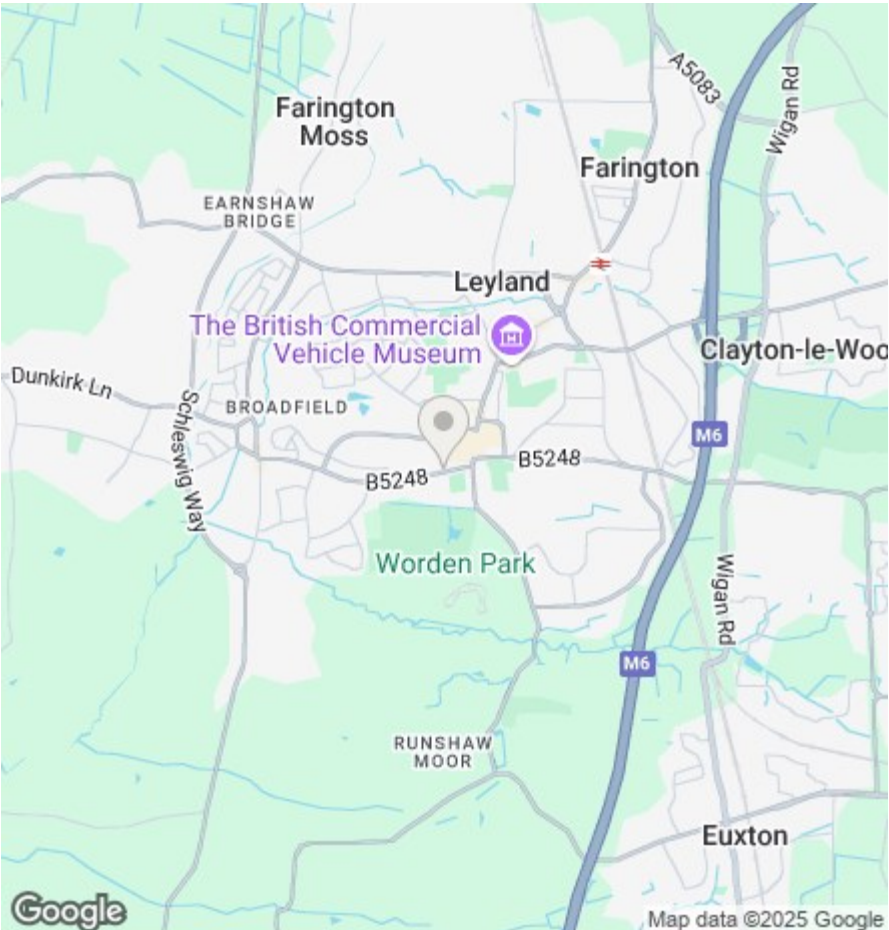 A5083
Wigan Rd
Farington
Moss
Farington
EARNSHAW
BRIDGE
Leyland
The British Commercial
Vehicle Museum
Clayton-le-Woo
Dunkirk Ln
BROADFIELD
Schleswig Way
M6
B5248
B5248
Worden Park
Wigan Rd
M6
RUNSHAW
MOOR
Euxton
Google
Map data ©2025 Google